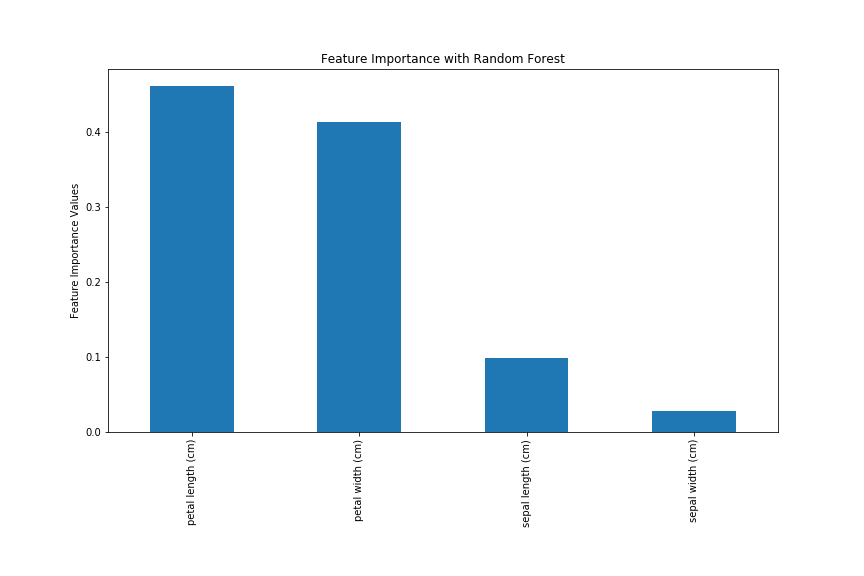 Feature Importance with Random Forest
Feature Importance Values
0.4
0.3
0.2
0.1
0.0
petal length (cm)
petal width (cm)
sepal length (cm)
sepal width (cm)